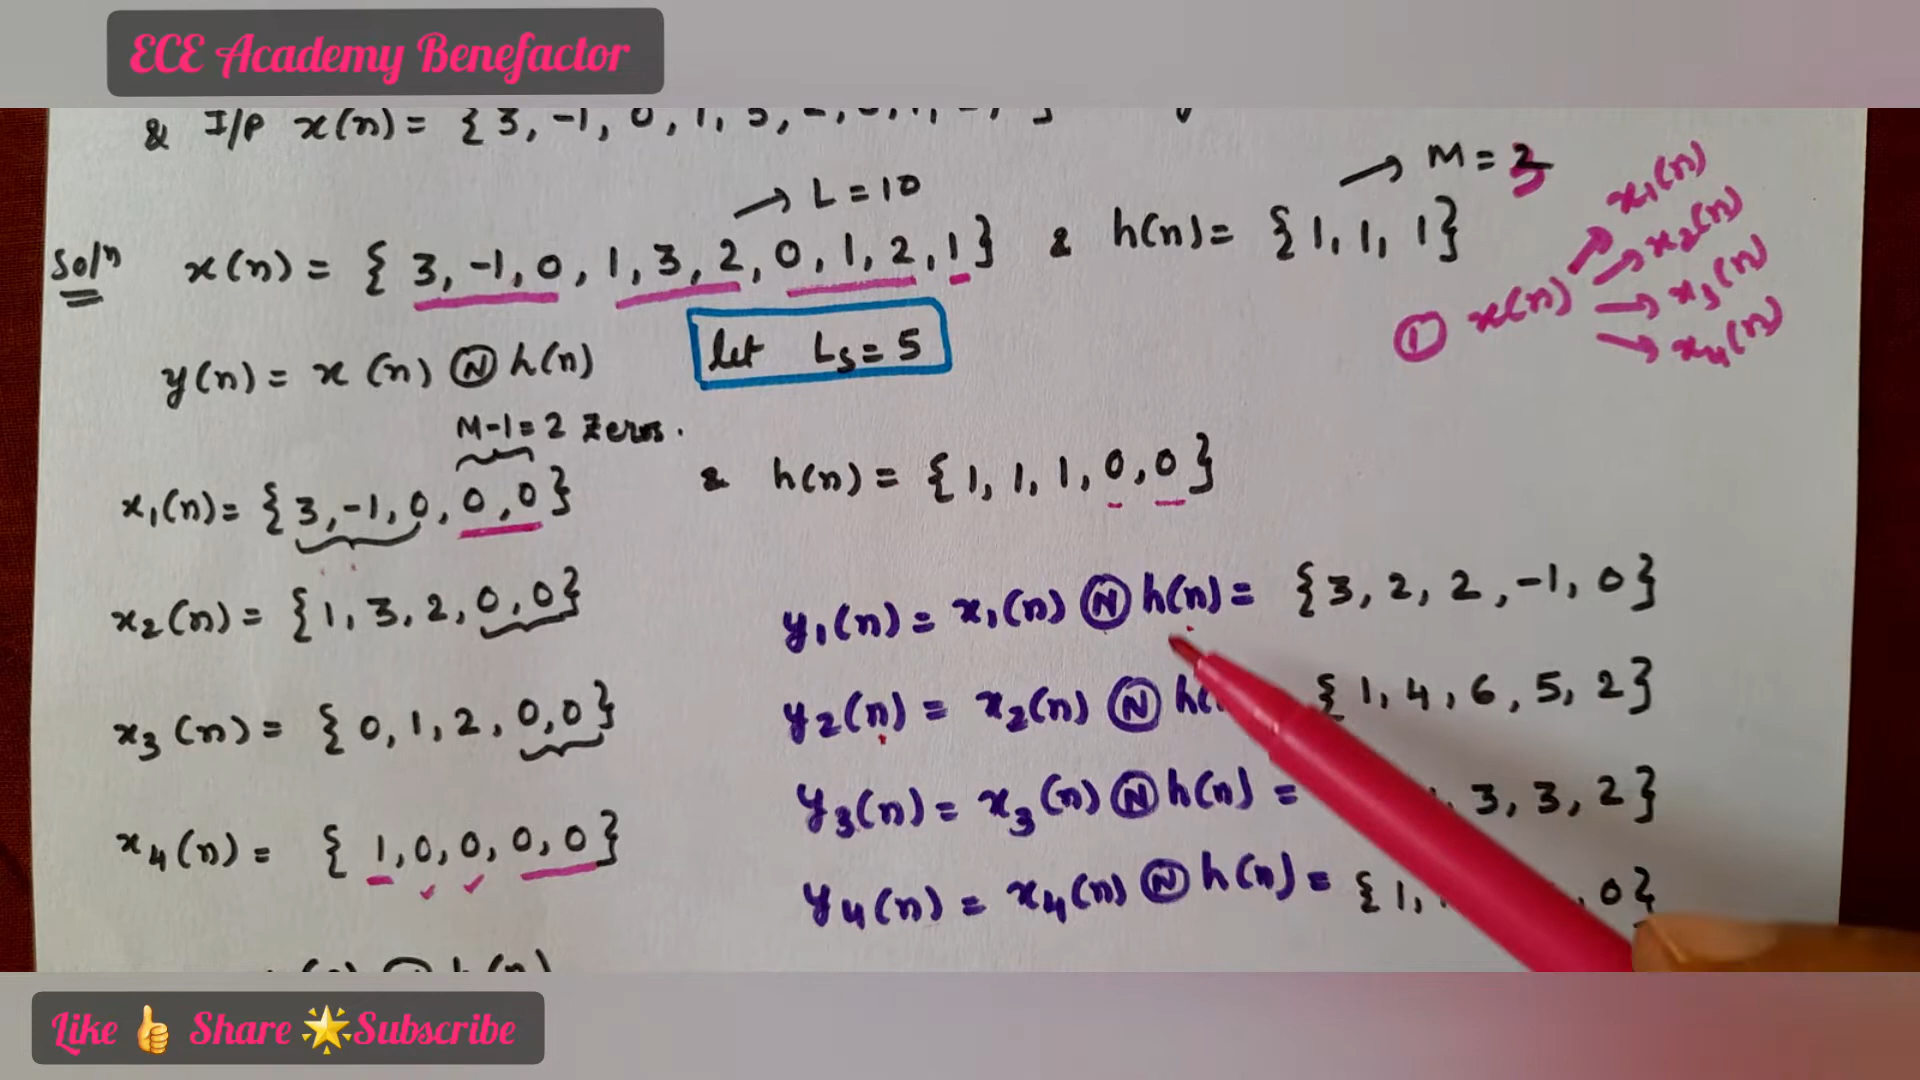 ECE Academy Benefactor
& I/P x(n) = {3, -1, 0, 1, 3,
→ L = 10
→ M = 3
Soln x(n) = { 3, -1, 0, 1, 3, 2, 0, 1, 2, 1} & h(n) = {1, 1, 1}
① x(n) → x1(n)
→ x2(n)
→ x3(n)
→ x4(n)
y(n) = x(n) Ⓝ h(n)
let Ls = 5
M-1 = 2 Zeros.
x1(n) = {3, -1, 0, 0, 0} & h(n) = {1, 1, 1, 0, 0}
x2(n) = {1, 3, 2, 0, 0}
x3(n) = {0, 1, 2, 0, 0}
x4(n) = { 1, 0, 0, 0, 0}
y1(n) = x1(n) Ⓝ h(n) = {3, 2, 2, -1, 0}
y2(n) = x2(n) Ⓝ h( {1, 4, 6, 5, 2}
y3(n) = x3(n) Ⓝ h(n) = , 3, 3, 2}
y4(n) = x4(n) Ⓝ h(n) = {1, , 0}
Like 👍 Share 🌟Subscribe